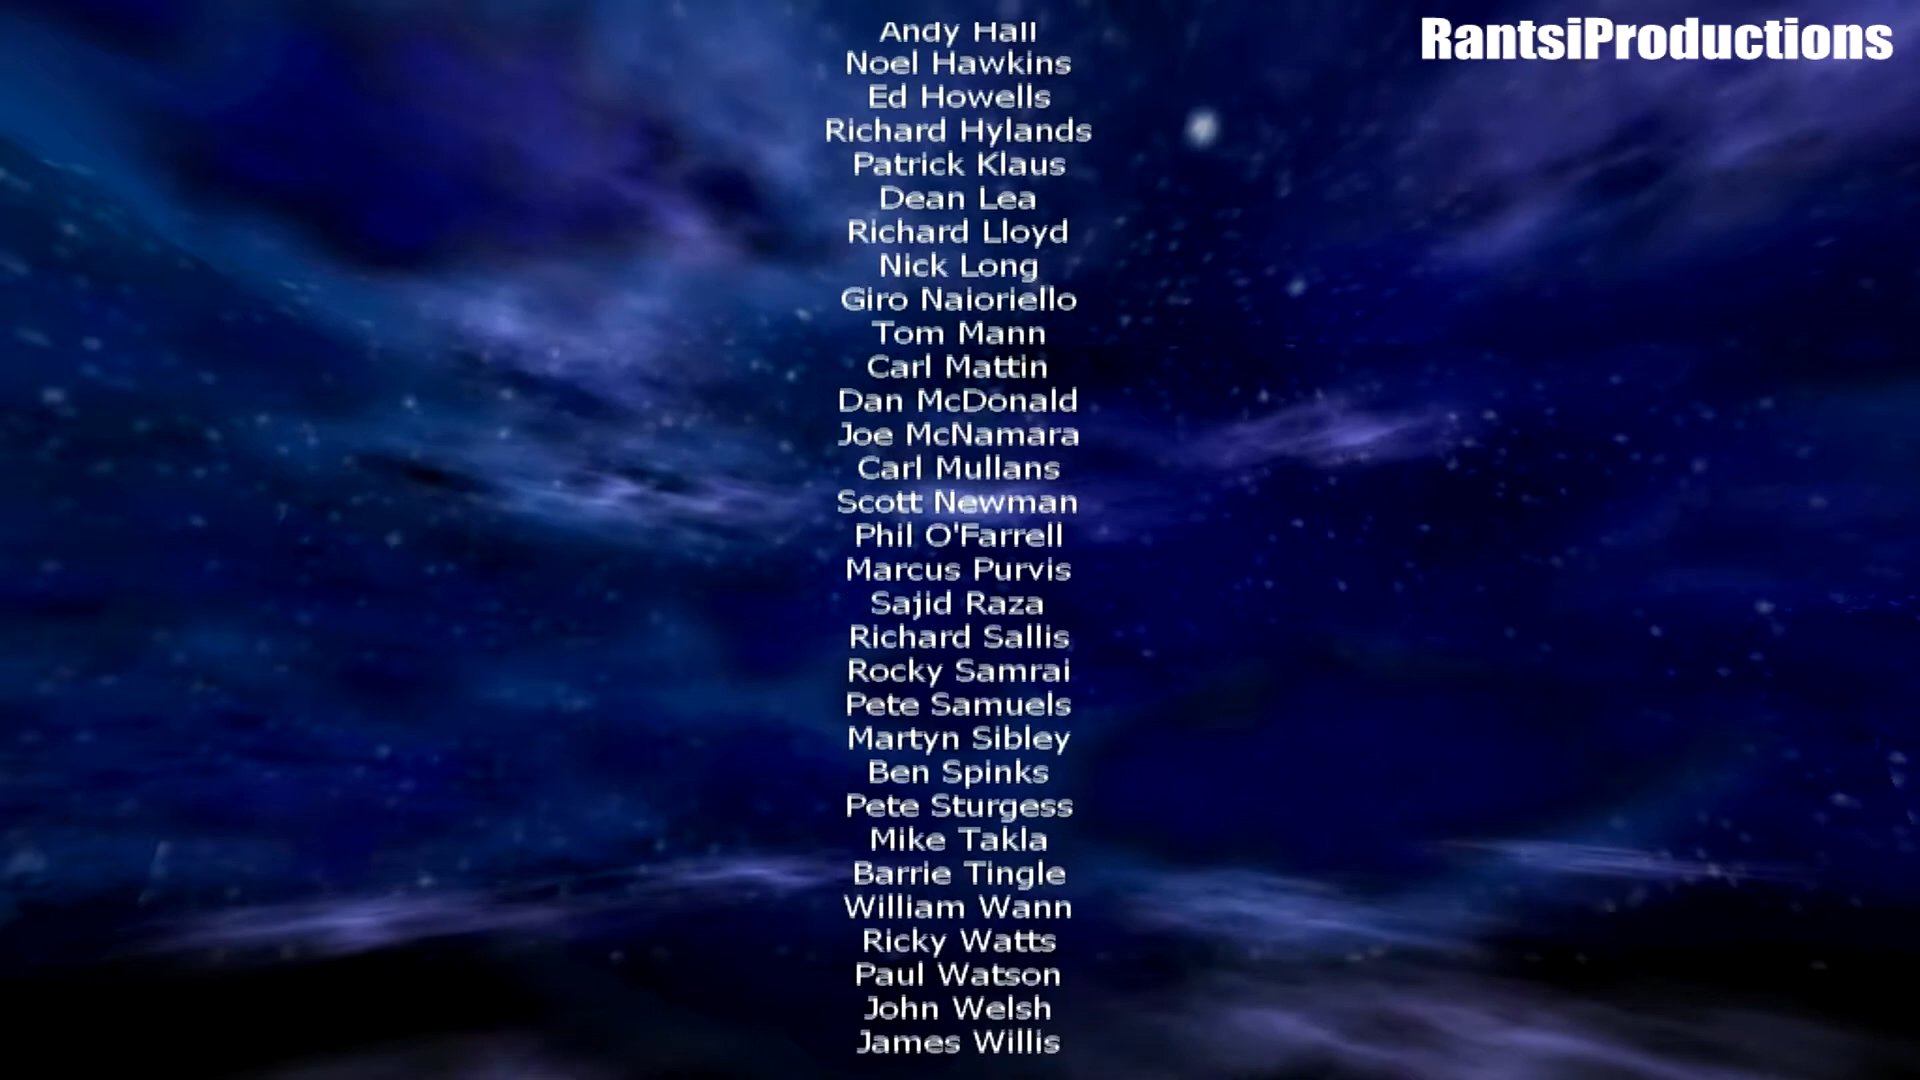 RantsiProductions
Andy Hall
Noel Hawkins
Ed Howells
Richard Hylands
Patrick Klaus
Dean Lea
Richard Lloyd
Nick Long
Giro Naioriello
Tom Mann
Carl Mattin
Dan McDonald
Joe McNamara
Carl Mullans
Scott Newman
Phil O'Farrell
Marcus Purvis
Sajid Raza
Richard Sallis
Rocky Samrai
Pete Samuels
Martyn Sibley
Ben Spinks
Pete Sturgess
Mike Takla
Barrie Tingle
William Wann
Ricky Watts
Paul Watson
John Welsh
James Willis